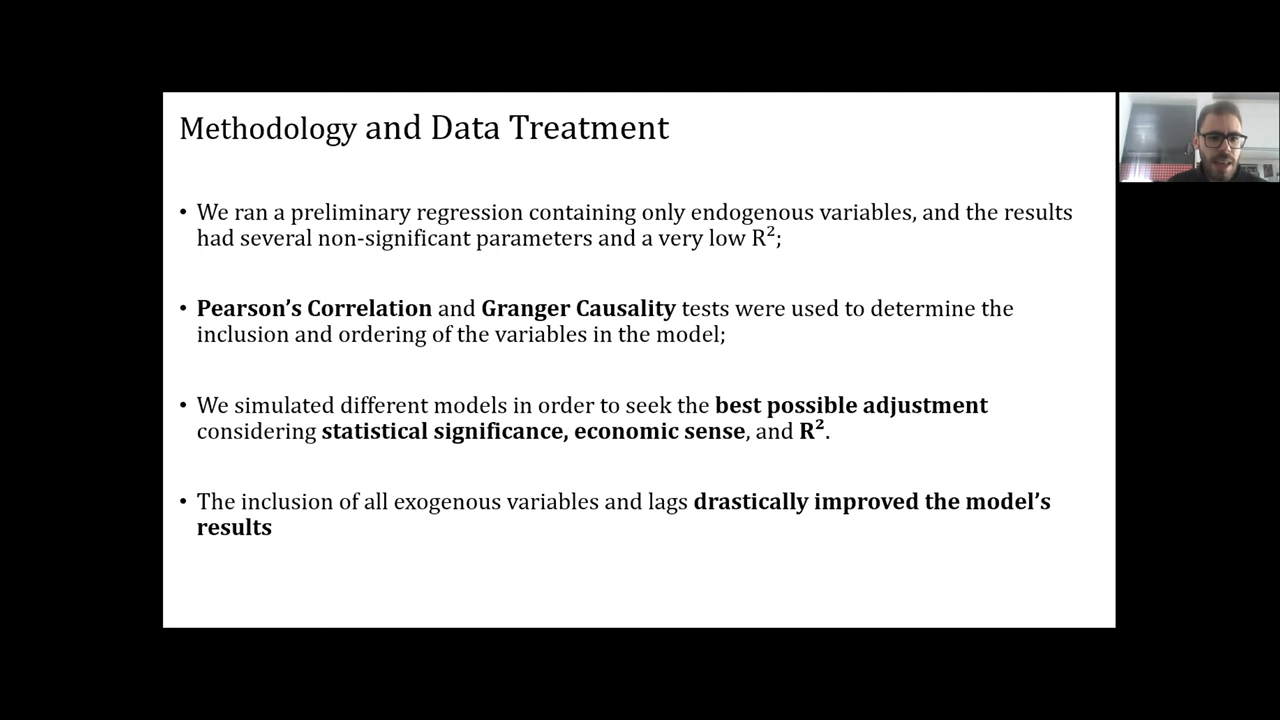 Methodology and Data Treatment
• We ran a preliminary regression containing only endogenous variables, and the results
had several non-significant parameters and a very low R²;
• Pearson’s Correlation and Granger Causality tests were used to determine the
inclusion and ordering of the variables in the model;
• We simulated different models in order to seek the best possible adjustment
considering statistical significance, economic sense, and R².
• The inclusion of all exogenous variables and lags drastically improved the model’s
results